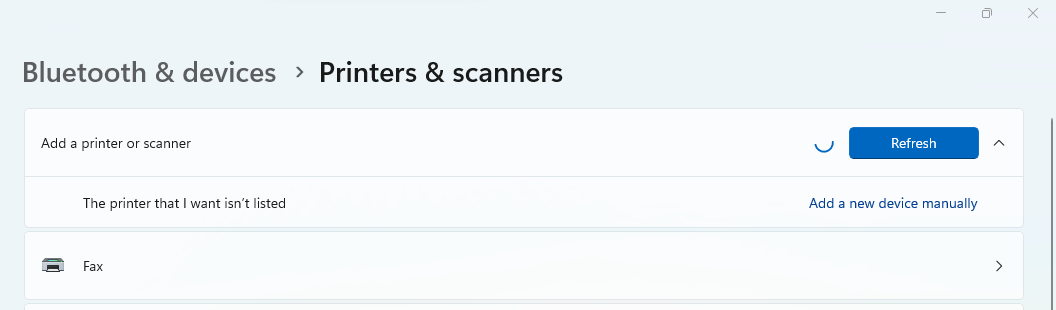 Bluetooth & devices › Printers & scanners
Add a printer or scanner Refresh
The printer that I want isn’t listed Add a new device manually
Fax